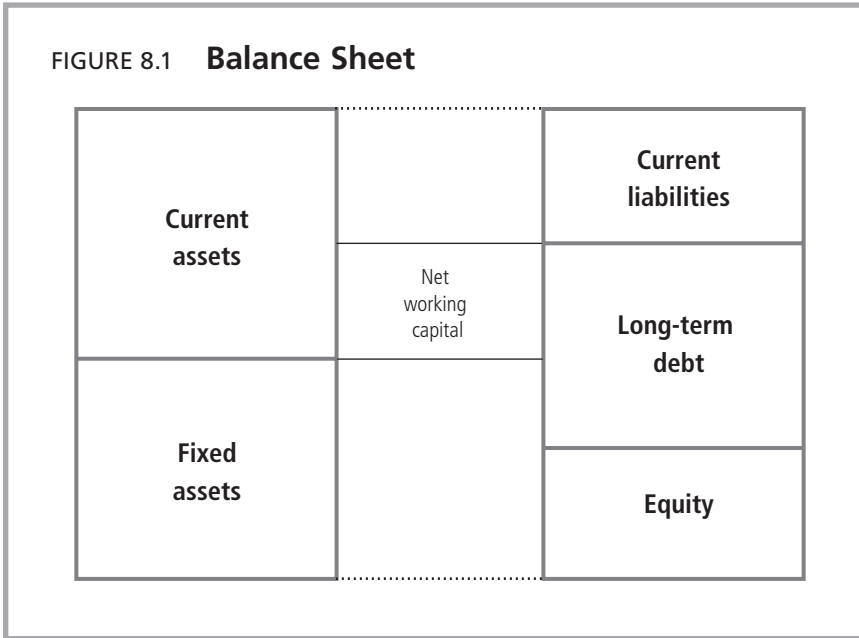 FIGURE 8.1 Balance Sheet
Current
assets
Fixed
assets
Net
working
capital
Current
liabilities
Long-term
debt
Equity